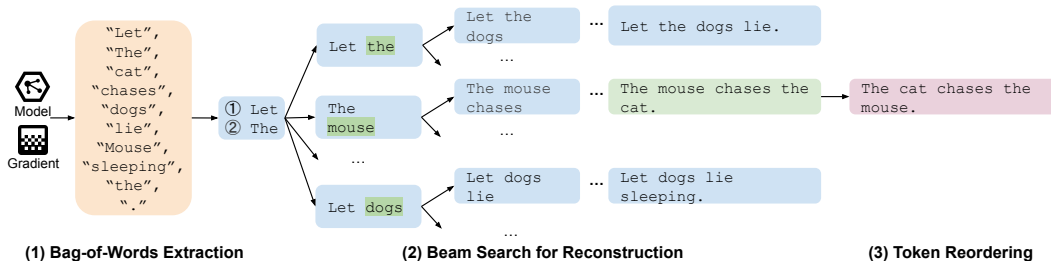 Model
Gradient
“Let”,
“The”,
“cat”,
“chases”,
“dogs”,
“lie”,
“Mouse”,
“sleeping”,
“the”,
“.”
① Let
② The
Let the
The
mouse
...
Let dogs
Let the
dogs
...
The mouse
chases
...
Let dogs
lie
...
... Let the dogs lie.
... The mouse chases the
cat.
... Let dogs lie
sleeping.
The cat chases the
mouse.
(1) Bag-of-Words Extraction
(2) Beam Search for Reconstruction
(3) Token Reordering